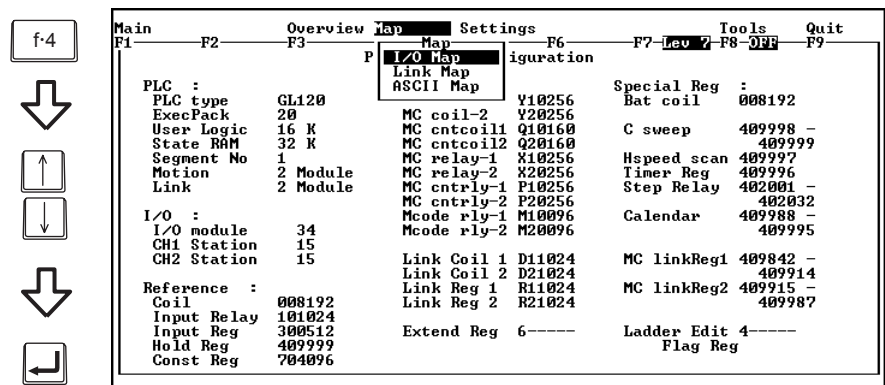 f·4
↑
↓
Main Overview Map Settings Tools Quit
F1 F2 F3 Map F6 F7 Lev 7 F8 OFF F9
P I/O Map iguration
Link Map
ASCII Map
PLC : Special Reg :
PLC type GL120 Y10256 Bat coil 008192
ExecPack 20 MC coil-2 Y20256
User Logic 16 K MC cntcoil1 Q10160 C sweep 409998 -
State RAM 32 K MC cntcoil2 Q20160 409999
Segment No 1 MC relay-1 X10256 Hspeed scan 409997
Motion 2 Module MC relay-2 X20256 Timer Reg 409996
Link 2 Module MC cntrly-1 P10256 Step Relay 402001 -
MC cntrly-2 P20256 402032
I/O : Mcode rly-1 M10096 Calendar 409988 -
I/O module 34 Mcode rly-2 M20096 409995
CH1 Station 15
CH2 Station 15 Link Coil 1 D11024 MC linkReg1 409842 -
Link Coil 2 D21024 409914
Reference : Link Reg 1 R11024 MC linkReg2 409915 -
Coil 008192 Link Reg 2 R21024 409987
Input Relay 101024
Input Reg 300512 Extend Reg 6----- Ladder Edit 4-----
Hold Reg 409999 Flag Reg
Const Reg 704096